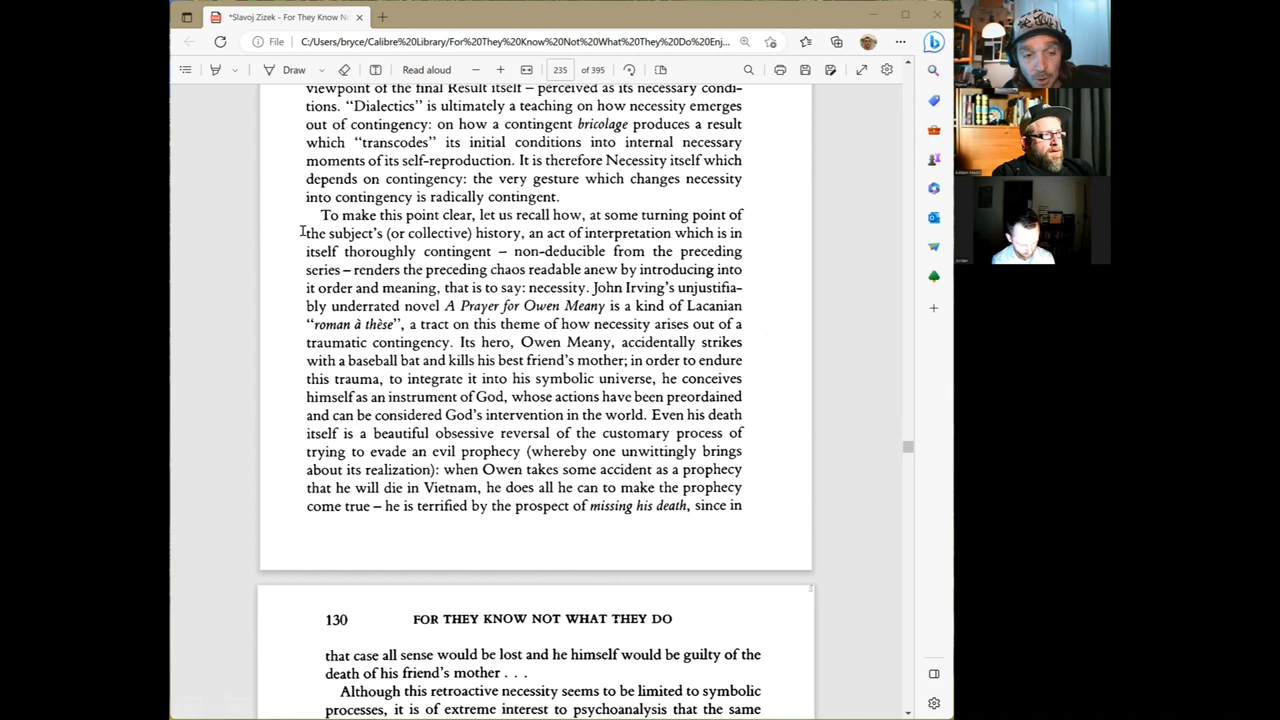 *Slavoj Zizek - For They Know N
File
C:/Users/bryce/Calibre%20Library/For%20They%20Know%20Not%20What%20They%20Do%20Enj...
Draw
Read aloud
235
of 395
viewpoint of the final Result itself – perceived as its necessary condi-
tions. “Dialectics” is ultimately a teaching on how necessity emerges
out of contingency: on how a contingent bricolage produces a result
which “transcodes” its initial conditions into internal necessary
moments of its self-reproduction. It is therefore Necessity itself which
depends on contingency: the very gesture which changes necessity
into contingency is radically contingent.
To make this point clear, let us recall how, at some turning point of
the subject’s (or collective) history, an act of interpretation which is in
itself thoroughly contingent – non-deducible from the preceding
series – renders the preceding chaos readable anew by introducing into
it order and meaning, that is to say: necessity. John Irving’s unjustifia-
bly underrated novel A Prayer for Owen Meany is a kind of Lacanian
“roman à thèse”, a tract on this theme of how necessity arises out of a
traumatic contingency. Its hero, Owen Meany, accidentally strikes
with a baseball bat and kills his best friend’s mother; in order to endure
this trauma, to integrate it into his symbolic universe, he conceives
himself as an instrument of God, whose actions have been preordained
and can be considered God’s intervention in the world. Even his death
itself is a beautiful obsessive reversal of the customary process of
trying to evade an evil prophecy (whereby one unwittingly brings
about its realization): when Owen takes some accident as a prophecy
that he will die in Vietnam, he does all he can to make the prophecy
come true – he is terrified by the prospect of missing his death, since in
130
FOR THEY KNOW NOT WHAT THEY DO
that case all sense would be lost and he himself would be guilty of the
death of his friend’s mother . . .
Although this retroactive necessity seems to be limited to symbolic
processes, it is of extreme interest to psychoanalysis that the same
Jordan